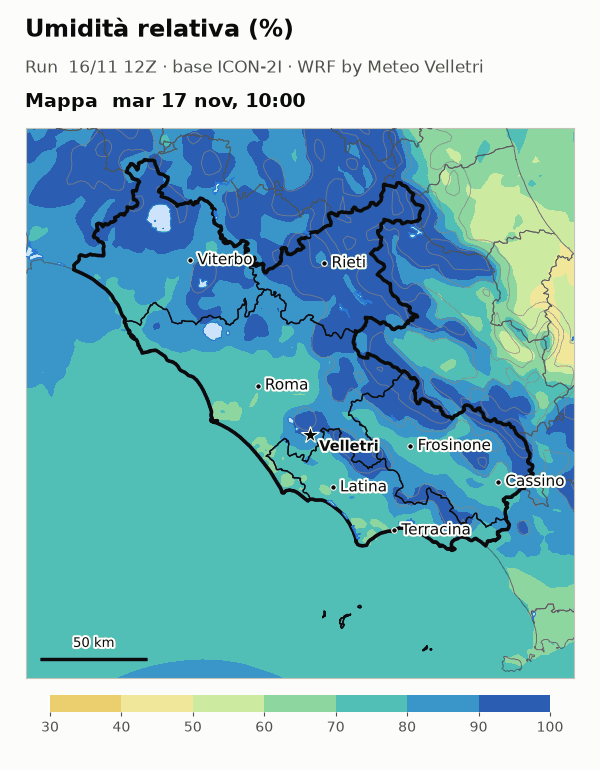 Umidità relativa (%)
Run  16/11 12Z · base ICON-2I · WRF by Meteo Velletri
Mappa  mar 17 nov, 10:00
Viterbo
Rieti
Roma
Velletri
Frosinone
Latina
Cassino
Terracina
50 km
30 40 50 60 70 80 90 100